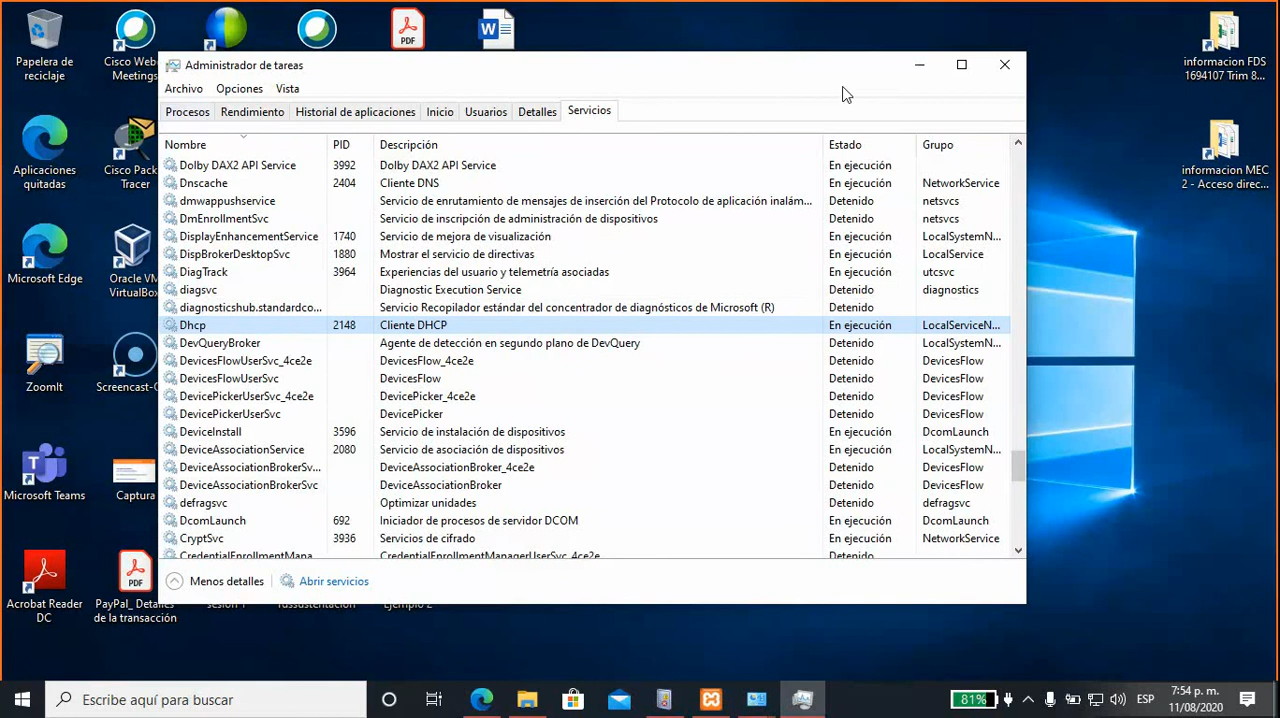 Papelera de
reciclaje
Cisco Webex
Meetings
PDF
W
informacion FDS
1694107 Trim 8...
Administrador de tareas
Archivo Opciones Vista
Procesos Rendimiento Historial de aplicaciones Inicio Usuarios Detalles Servicios
Nombre PID Descripción Estado Grupo
Dolby DAX2 API Service 3992 Dolby DAX2 API Service En ejecución
Dnscache 2404 Cliente DNS En ejecución NetworkService
dmwappushservice Servicio de enrutamiento de mensajes de inserción del Protocolo de aplicación inalám... Detenido netsvcs
DmEnrollmentSvc Servicio de inscripción de administración de dispositivos Detenido netsvcs
DisplayEnhancementService 1740 Servicio de mejora de visualización En ejecución LocalSystemN...
DispBrokerDesktopSvc 1880 Mostrar el servicio de directivas En ejecución LocalService
DiagTrack 3964 Experiencias del usuario y telemetría asociadas En ejecución utcsvc
diagsvc Diagnostic Execution Service Detenido diagnostics
diagnosticshub.standardco... Servicio Recopilador estándar del concentrador de diagnósticos de Microsoft (R) Detenido
Dhcp 2148 Cliente DHCP En ejecución LocalServiceN...
DevQueryBroker Agente de detección en segundo plano de DevQuery Detenido LocalSystemN...
DevicesFlowUserSvc_4ce2e DevicesFlow_4ce2e Detenido DevicesFlow
DevicesFlowUserSvc DevicesFlow Detenido DevicesFlow
DevicePickerUserSvc_4ce2e DevicePicker_4ce2e Detenido DevicesFlow
DevicePickerUserSvc DevicePicker Detenido DevicesFlow
DeviceInstall 3596 Servicio de instalación de dispositivos En ejecución DcomLaunch
DeviceAssociationService 2080 Servicio de asociación de dispositivos En ejecución LocalSystemN...
DeviceAssociationBrokerSv... DeviceAssociationBroker_4ce2e Detenido DevicesFlow
DeviceAssociationBrokerSvc DeviceAssociationBroker Detenido DevicesFlow
defragsvc Optimizar unidades Detenido defragsvc
DcomLaunch 692 Iniciador de procesos de servidor DCOM En ejecución DcomLaunch
CryptSvc 3936 Servicios de cifrado En ejecución NetworkService
CredentialEnrollmentMana... CredentialEnrollmentManagerUserSvc_4ce2e Detenido
Menos detalles Abrir servicios
Aplicaciones
quitadas
Cisco Pack
Tracer
informacion MEC
2 - Acceso direc...
Microsoft Edge
Oracle VM
VirtualBox
ZoomIt
Screencast-O
Microsoft Teams
Captura
Acrobat Reader
DC
PDF
PayPal_ Detalles
de la transacción
sesion 1
Ejemplo 2
Escribe aquí para buscar
81%
ESP
7:54 p. m.
11/08/2020